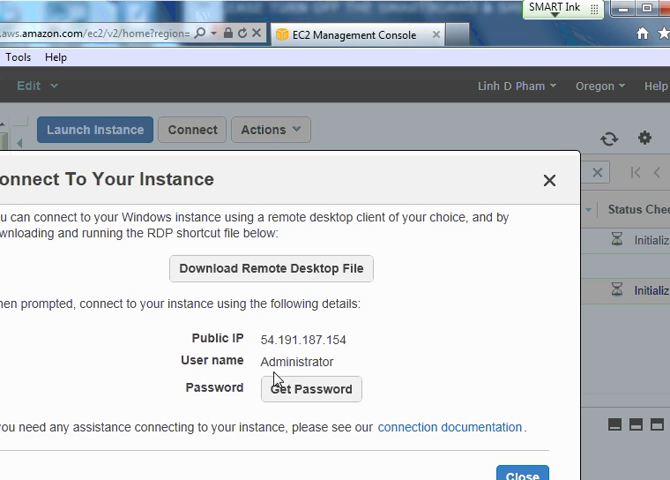 SMART Ink
.aws.amazon.com/ec2/v2/home?region=
EC2 Management Console
Tools
Help
Edit
Linh D Pham
Oregon
Help
Launch Instance
Connect
Actions
onnect To Your Instance
Status Chec
u can connect to your Windows instance using a remote desktop client of your choice, and by
wnloading and running the RDP shortcut file below:
Initializ
Download Remote Desktop File
Initializ
hen prompted, connect to your instance using the following details:
Public IP 54.191.187.154
User name Administrator
Password Get Password
you need any assistance connecting to your instance, please see our connection documentation.
Close